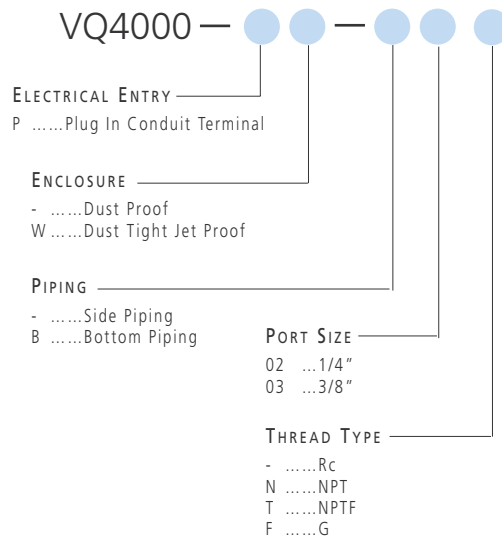 VQ4000 — —
ELECTRICAL ENTRY
P ......Plug In Conduit Terminal
ENCLOSURE
- ......Dust Proof
W ......Dust Tight Jet Proof
PIPING
- ......Side Piping
B ......Bottom Piping
PORT SIZE
02 ...1/4"
03 ...3/8"
THREAD TYPE
- ......Rc
N ......NPT
T ......NPTF
F ......G